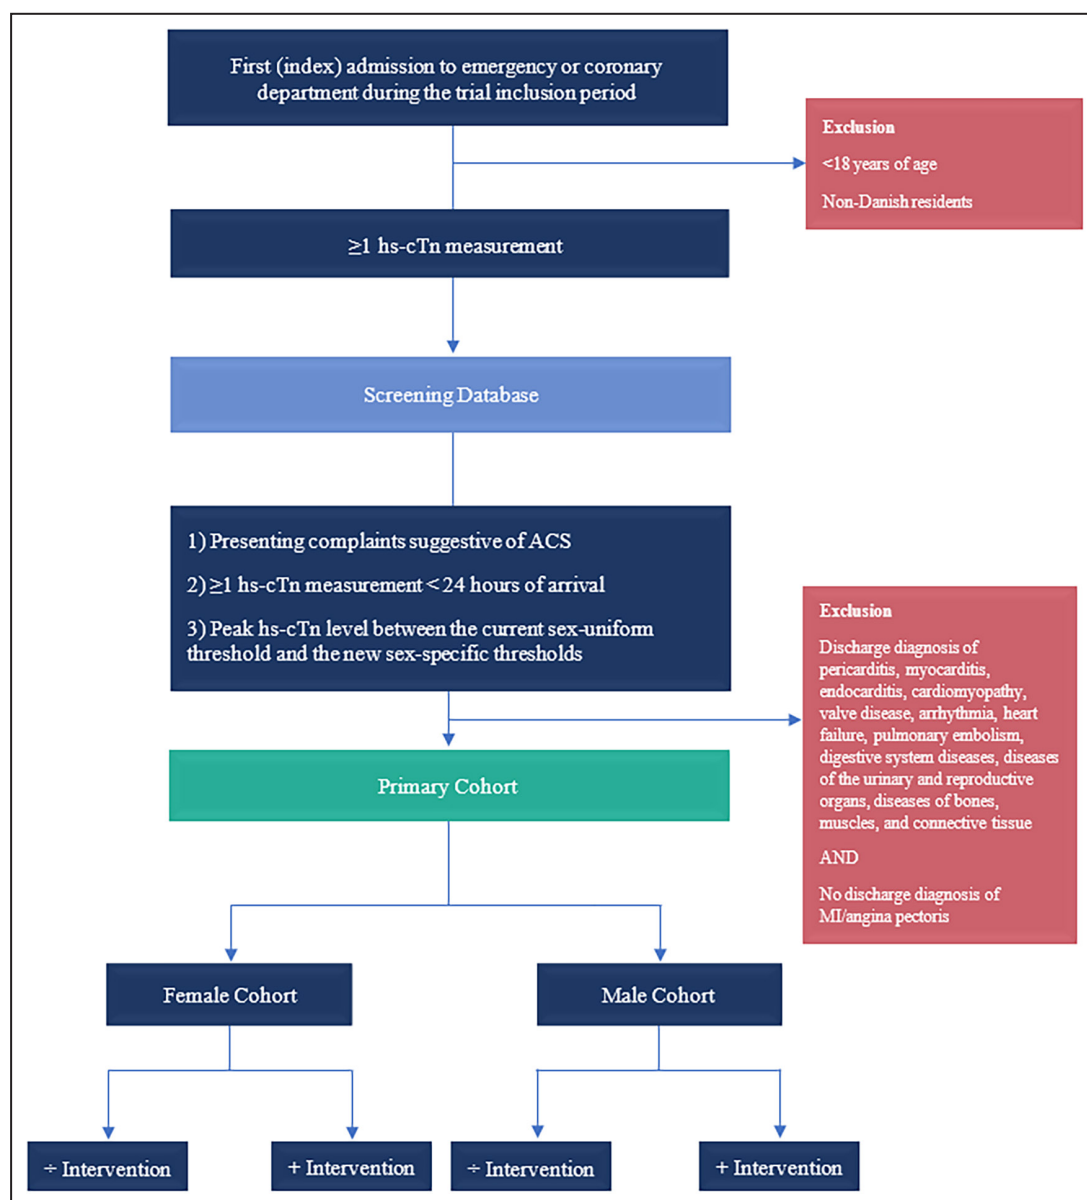 First (index) admission to emergency or coronary
department during the trial inclusion period
Exclusion
<18 years of age
Non-Danish residents
≥1 hs-cTn measurement
Screening Database
1) Presenting complaints suggestive of ACS
2) ≥1 hs-cTn measurement < 24 hours of arrival
3) Peak hs-cTn level between the current sex-uniform
threshold and the new sex-specific thresholds
Exclusion
Discharge diagnosis of
pericarditis, myocarditis,
endocarditis, cardiomyopathy,
valve disease, arrhythmia, heart
failure, pulmonary embolism,
digestive system diseases, diseases
of the urinary and reproductive
organs, diseases of bones,
muscles, and connective tissue
AND
No discharge diagnosis of
MI/angina pectoris
Primary Cohort
Female Cohort
Male Cohort
÷ Intervention
+ Intervention
÷ Intervention
+ Intervention